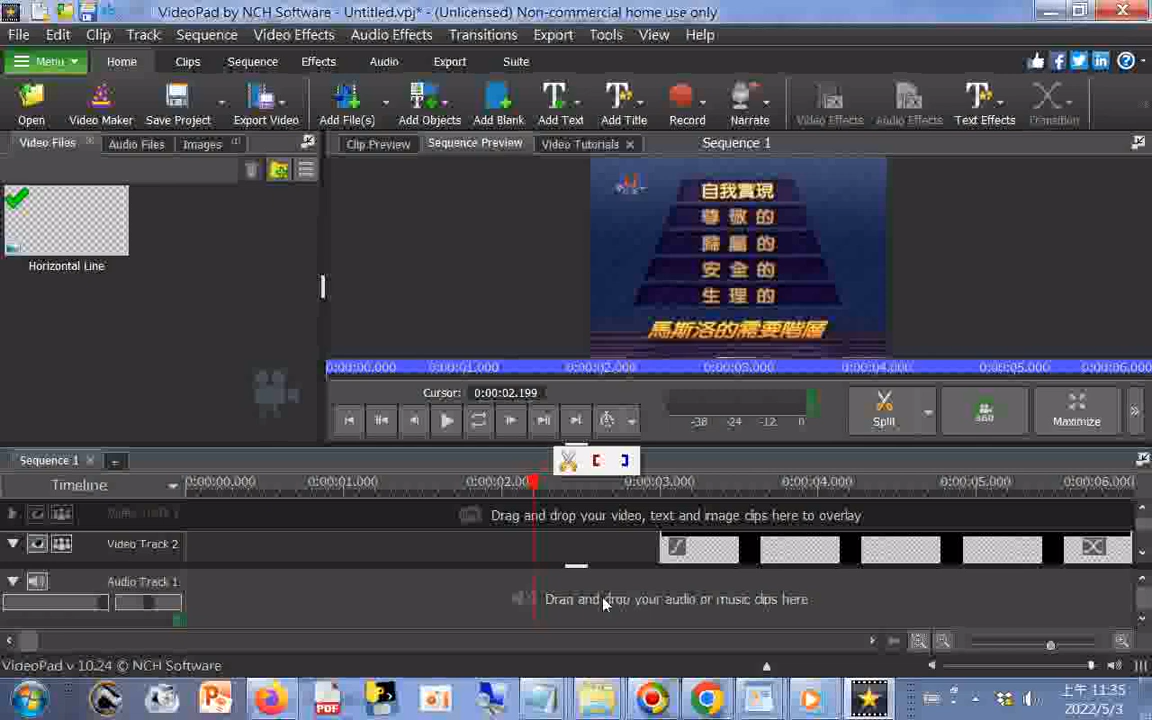 VideoPad by NCH Software - Untitled.vpj* - (Unlicensed) Non-commercial home use only
File Edit Clip Track Sequence Video Effects Audio Effects Transitions Export Tools View Help
Menu Home Clips Sequence Effects Audio Export Suite
Open Video Maker Save Project Export Video Add File(s) Add Objects Add Blank Add Text Add Title Record Narrate Video Effects Audio Effects Text Effects Transition
Video Files Audio Files Images
Clip Preview Sequence Preview Video Tutorials Sequence 1
Horizontal Line
自我實現
尊敬的
歸屬的
安全的
生理的
馬斯洛的需要階層
0:00:00.000 0:00:01.000 0:00:02.000 0:00:03.000 0:00:04.000 0:00:05.000 0:00:06.000
Cursor: 0:00:02.199
-38 -24 -12 0
Split
360
Maximize
Sequence 1
Timeline
0:00:00.000 0:00:01.000 0:00:02.00 0:00:03.000 0:00:04.000 0:00:05.000 0:00:06.000
Drag and drop your video, text and image clips here to overlay
Video Track 2
Audio Track 1
Drag and drop your audio or music clips here
VideoPad v 10.24 © NCH Software
PDF
上午 11:35
2022/5/3